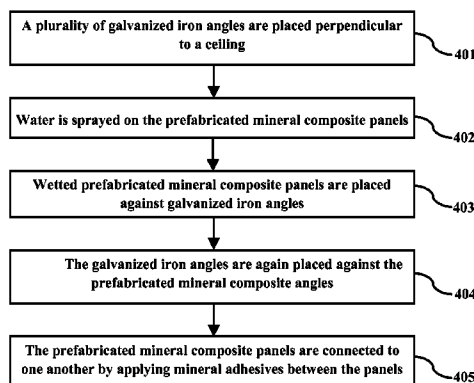 A plurality of galvanized iron angles are placed perpendicular
to a ceiling
401
Water is sprayed on the prefabricated mineral composite panels
402
Wetted prefabricated mineral composite panels are placed
against galvanized iron angles
403
The galvanized iron angles are again placed against the
prefabricated mineral composite angles
404
The prefabricated mineral composite panels are connected to
one another by applying mineral adhesives between the panels
405